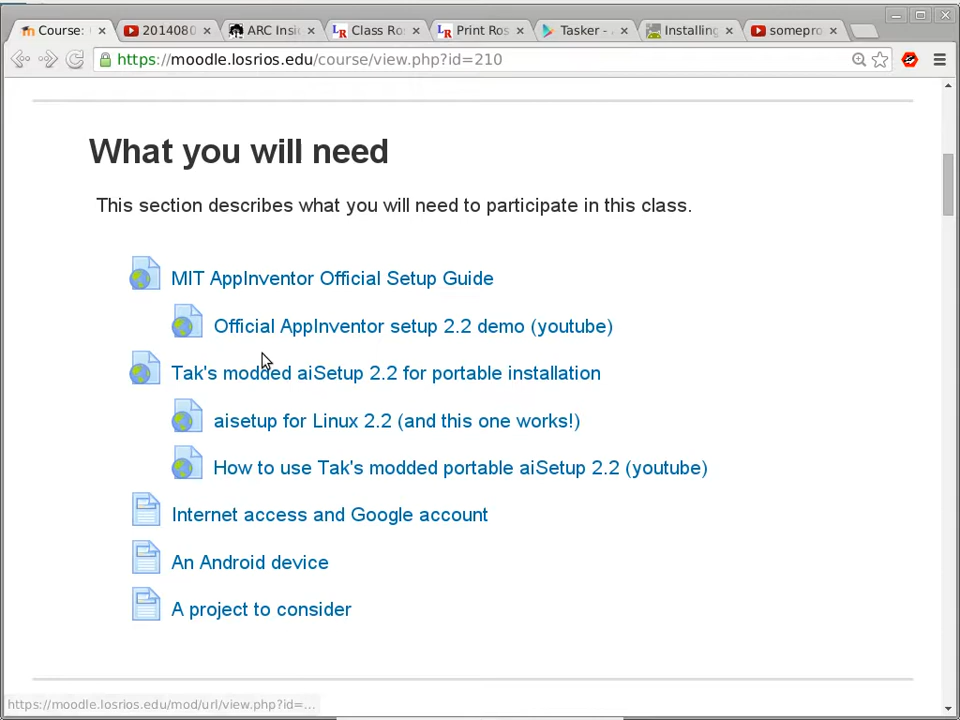 Course:
201408
ARC Insi
Class Ro
Print Ros
Tasker - 
Installing
somepro
https://moodle.losrios.edu/course/view.php?id=210
What you will need
This section describes what you will need to participate in this class.
MIT AppInventor Official Setup Guide
Official AppInventor setup 2.2 demo (youtube)
Tak's modded aiSetup 2.2 for portable installation
aisetup for Linux 2.2 (and this one works!)
How to use Tak's modded portable aiSetup 2.2 (youtube)
Internet access and Google account
An Android device
A project to consider
https://moodle.losrios.edu/mod/url/view.php?id=...